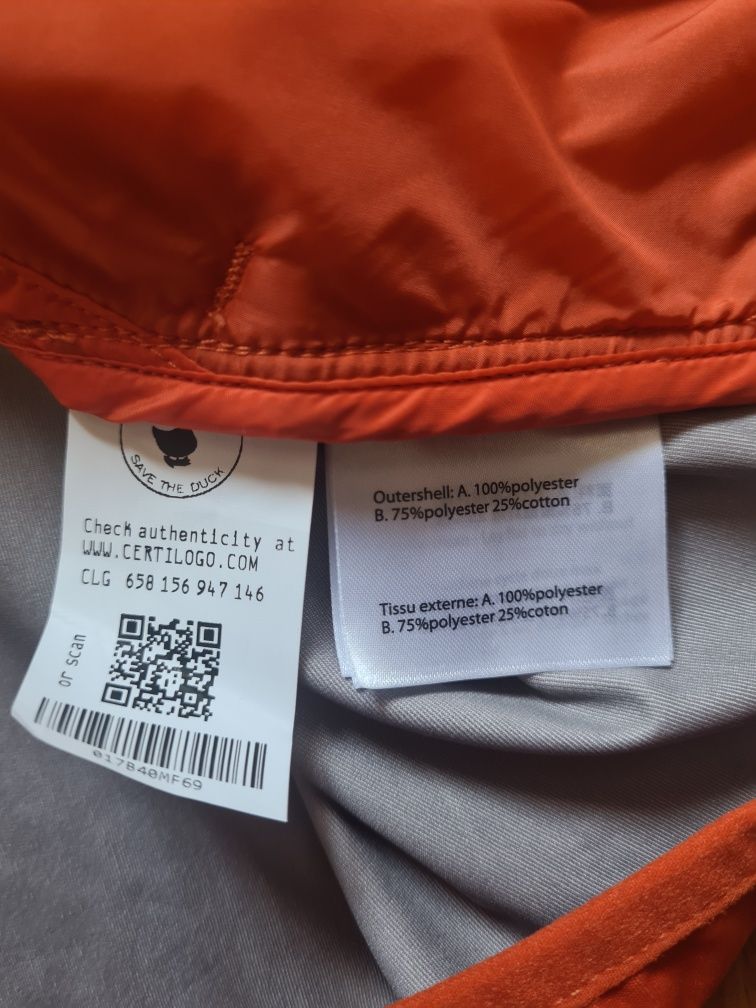 SAVE THE DUCK
Check authenticity at
WWW.CERTILOGO.COM
CLG 658 156 947 146
or scan
017840MF69
Outershell: A. 100%polyester
B. 75%polyester 25%cotton
Tissu externe: A. 100%polyester
B. 75%polyester 25%coton